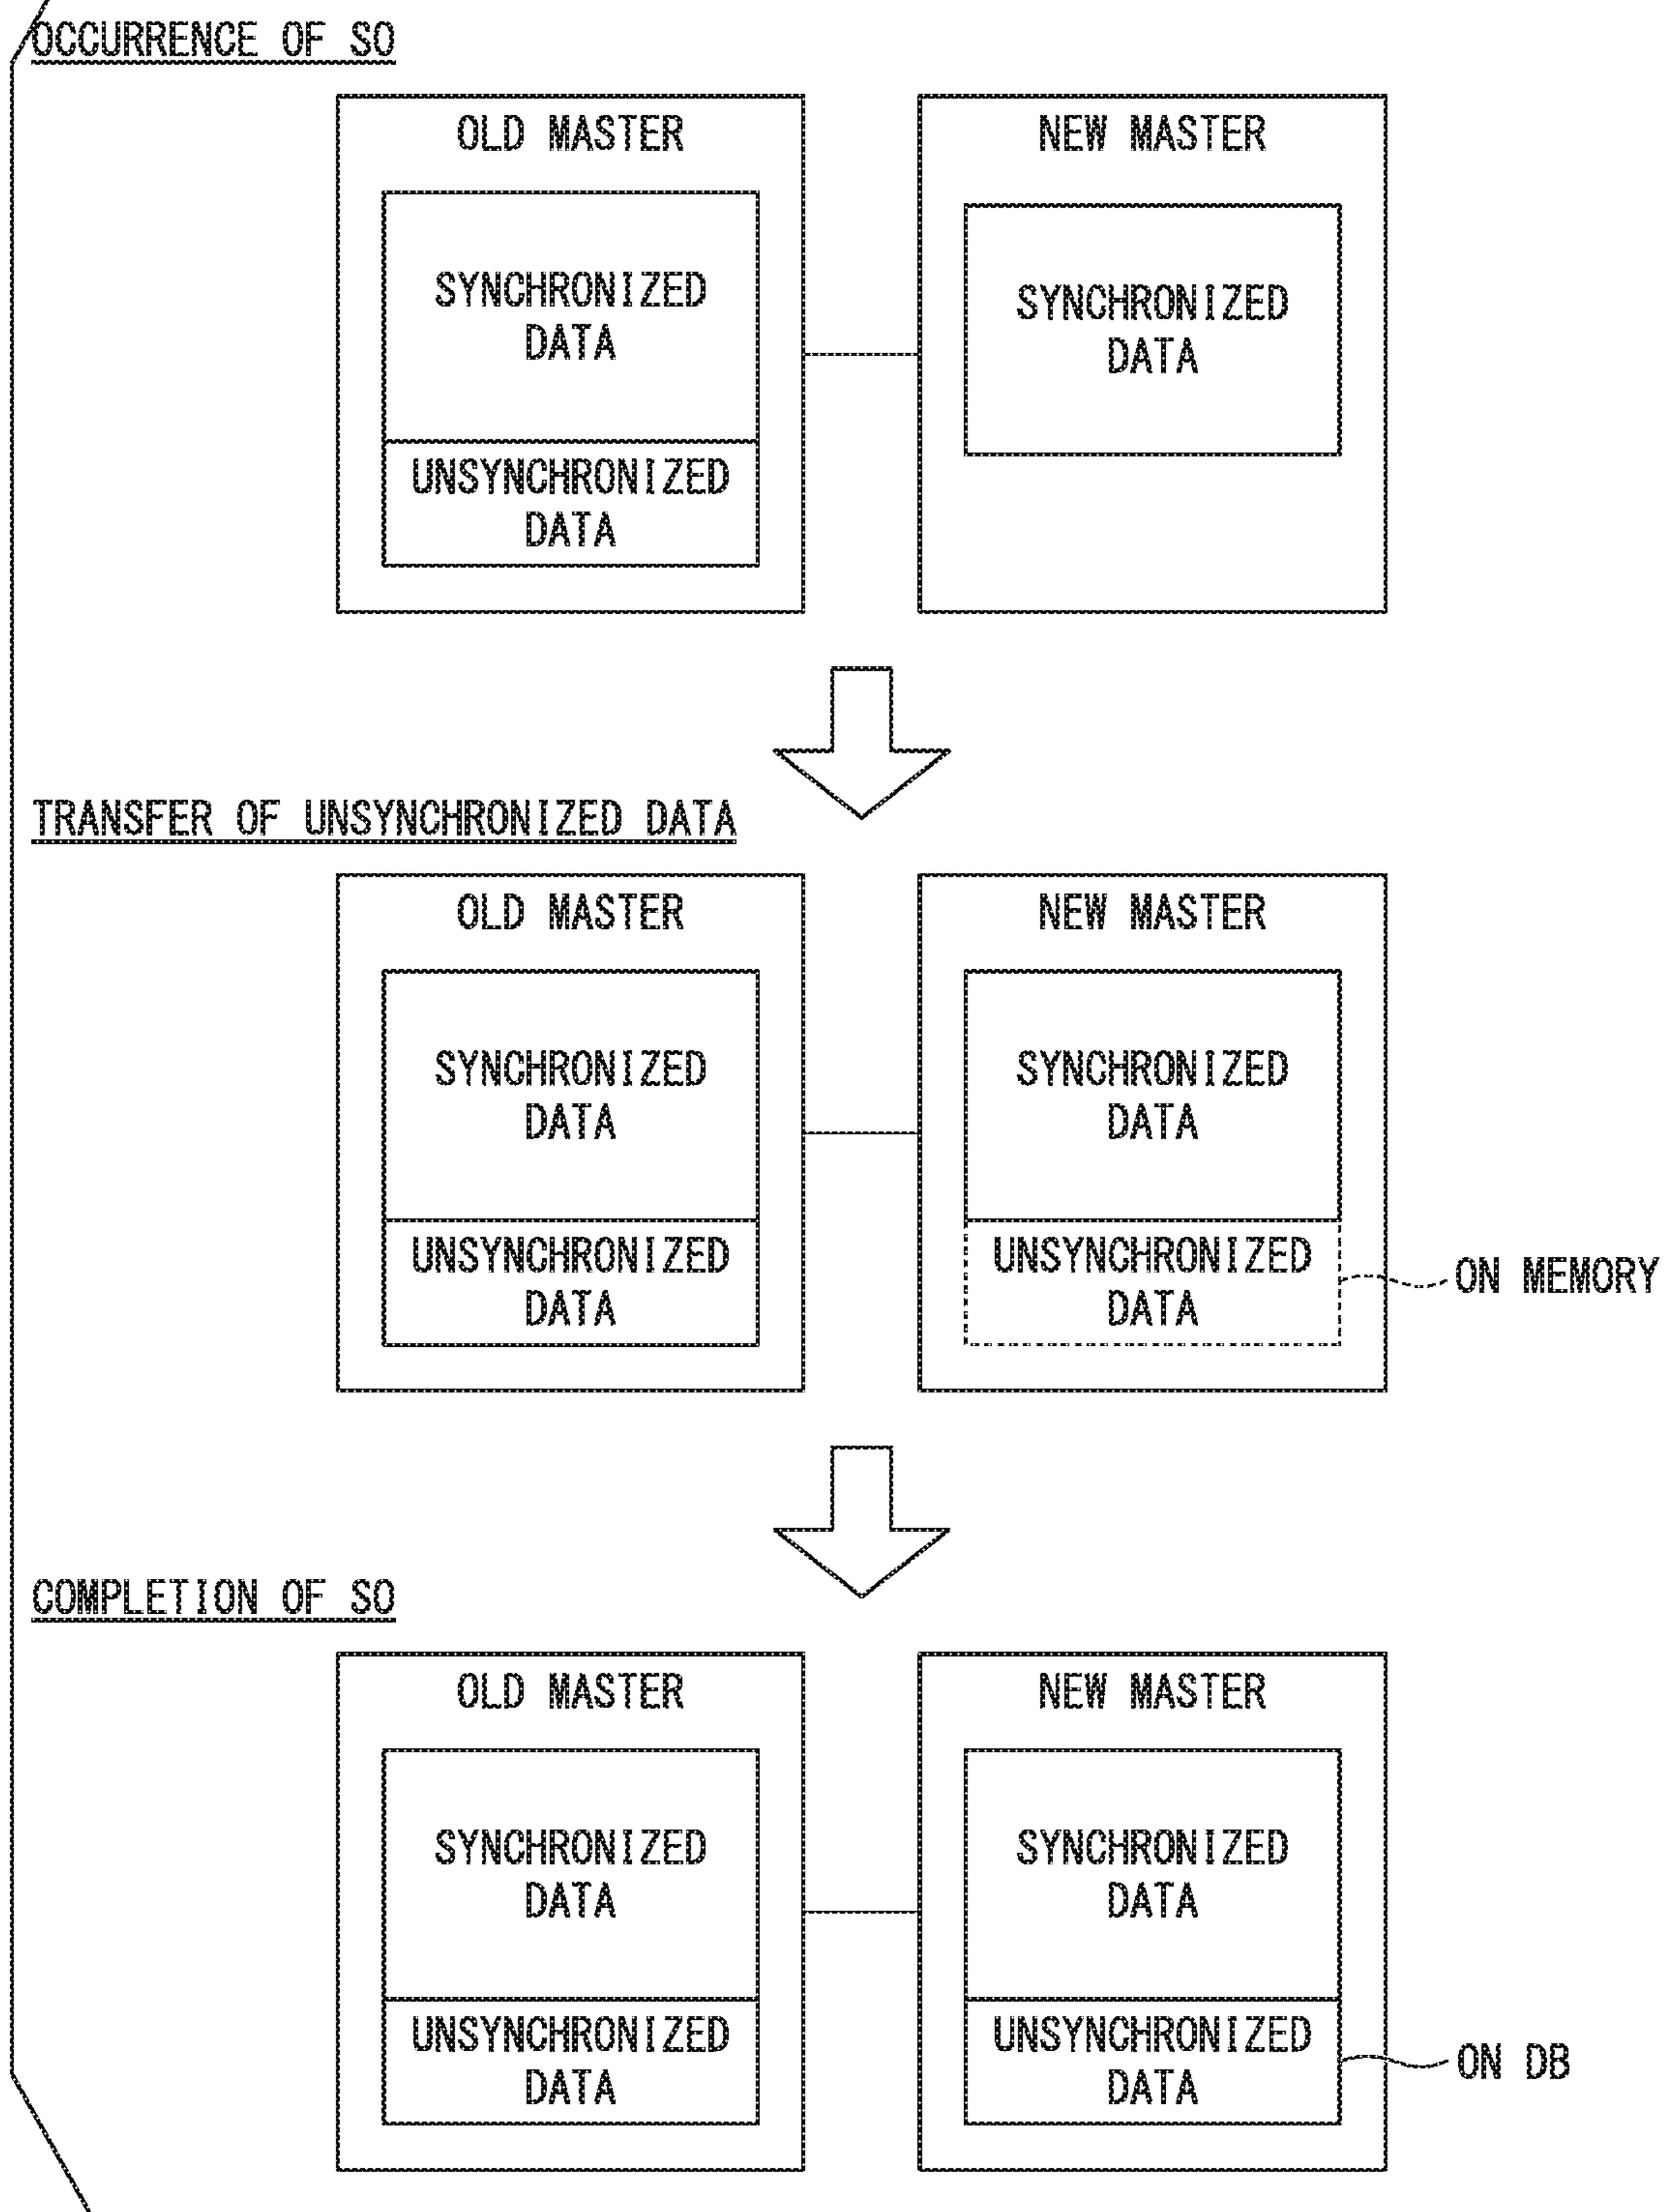 OCCURRENCE OF SO
OLD MASTER
NEW MASTER
SYNCHRONIZED
DATA
SYNCHRONIZED
DATA
UNSYNCHRONIZED
DATA
TRANSFER OF UNSYNCHRONIZED DATA
OLD MASTER
NEW MASTER
SYNCHRONIZED
DATA
SYNCHRONIZED
DATA
UNSYNCHRONIZED
DATA
UNSYNCHRONIZED
DATA
ON MEMORY
COMPLETION OF SO
OLD MASTER
NEW MASTER
SYNCHRONIZED
DATA
SYNCHRONIZED
DATA
UNSYNCHRONIZED
DATA
UNSYNCHRONIZED
DATA
ON DB